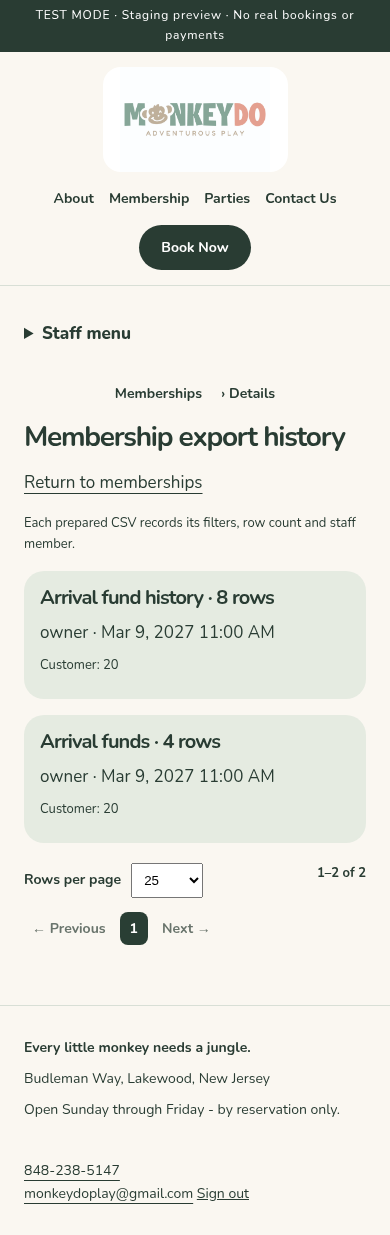 TEST MODE · Staging preview · No real bookings or
payments
MONKEYDO
ADVENTUROUS PLAY
About Membership Parties Contact Us
Book Now
▶ Staff menu
Memberships › Details
Membership export history
Return to memberships
Each prepared CSV records its filters, row count and staff
member.
Arrival fund history · 8 rows
owner · Mar 9, 2027 11:00 AM
Customer: 20
Arrival funds · 4 rows
owner · Mar 9, 2027 11:00 AM
Customer: 20
Rows per page 25 1–2 of 2
← Previous 1 Next →
Every little monkey needs a jungle.
Budleman Way, Lakewood, New Jersey
Open Sunday through Friday - by reservation only.
848-238-5147
monkeydoplay@gmail.com Sign out